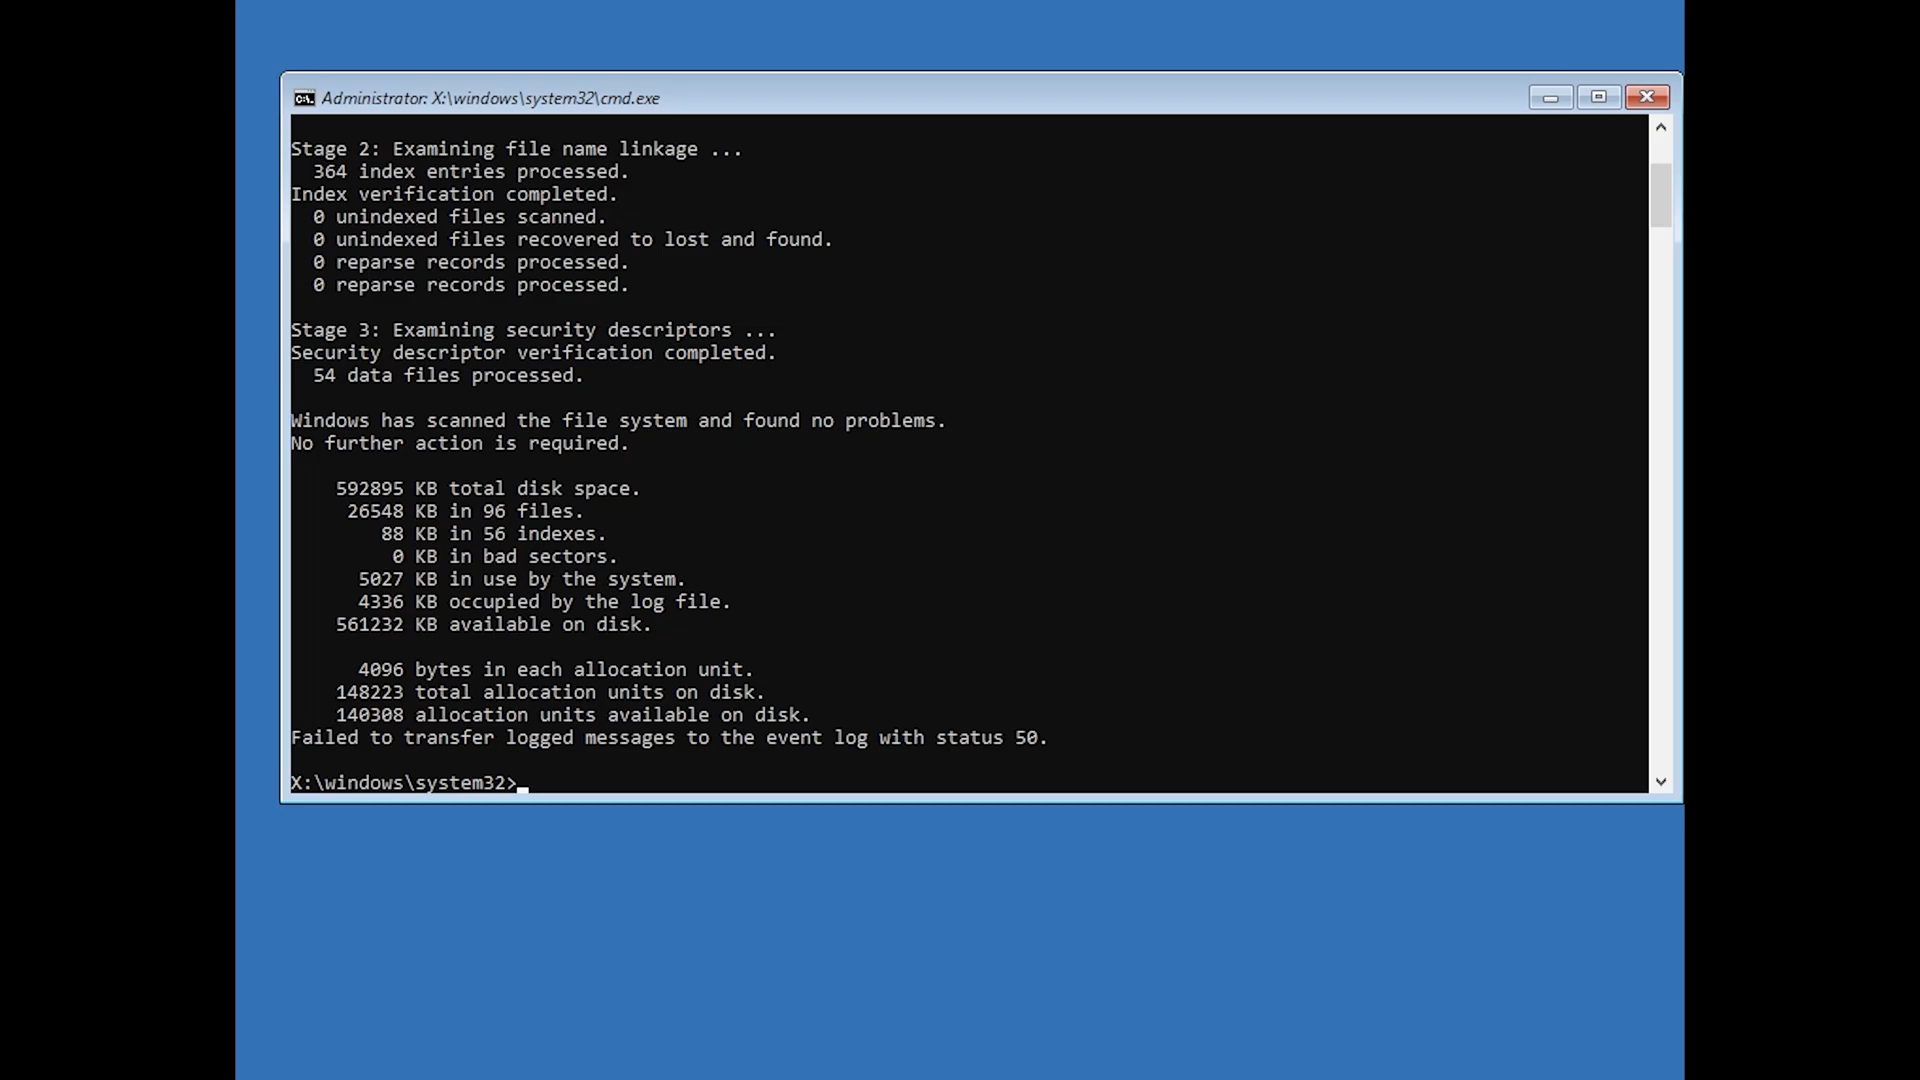 Administrator: X:\windows\system32\cmd.exe
Stage 2: Examining file name linkage ...
364 index entries processed.
Index verification completed.
0 unindexed files scanned.
0 unindexed files recovered to lost and found.
0 reparse records processed.
0 reparse records processed.
Stage 3: Examining security descriptors ...
Security descriptor verification completed.
54 data files processed.
Windows has scanned the file system and found no problems.
No further action is required.
592895 KB total disk space.
26548 KB in 96 files.
88 KB in 56 indexes.
0 KB in bad sectors.
5027 KB in use by the system.
4336 KB occupied by the log file.
561232 KB available on disk.
4096 bytes in each allocation unit.
148223 total allocation units on disk.
140308 allocation units available on disk.
Failed to transfer logged messages to the event log with status 50.
X:\windows\system32>